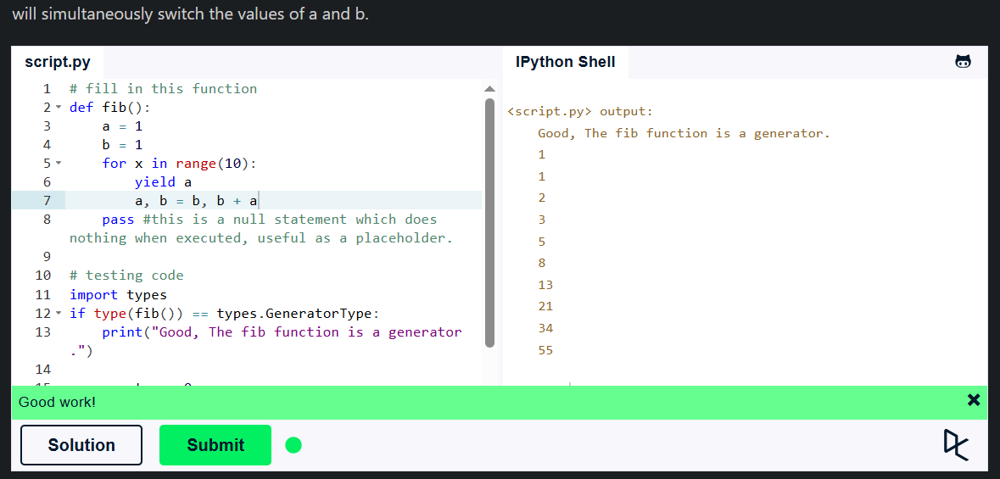 will simultaneously switch the values of a and b.
script.py
1 # fill in this function
2 def fib():
3     a = 1
4     b = 1
5     for x in range(10):
6         yield a
7         a, b = b, b + a
8     pass #this is a null statement which does
nothing when executed, useful as a placeholder.
9
10 # testing code
11 import types
12 if type(fib()) == types.GeneratorType:
13     print("Good, The fib function is a generator
.")
14
IPython Shell
<script.py> output:
Good, The fib function is a generator.
1
1
2
3
5
8
13
21
34
55
Good work!
Solution
Submit